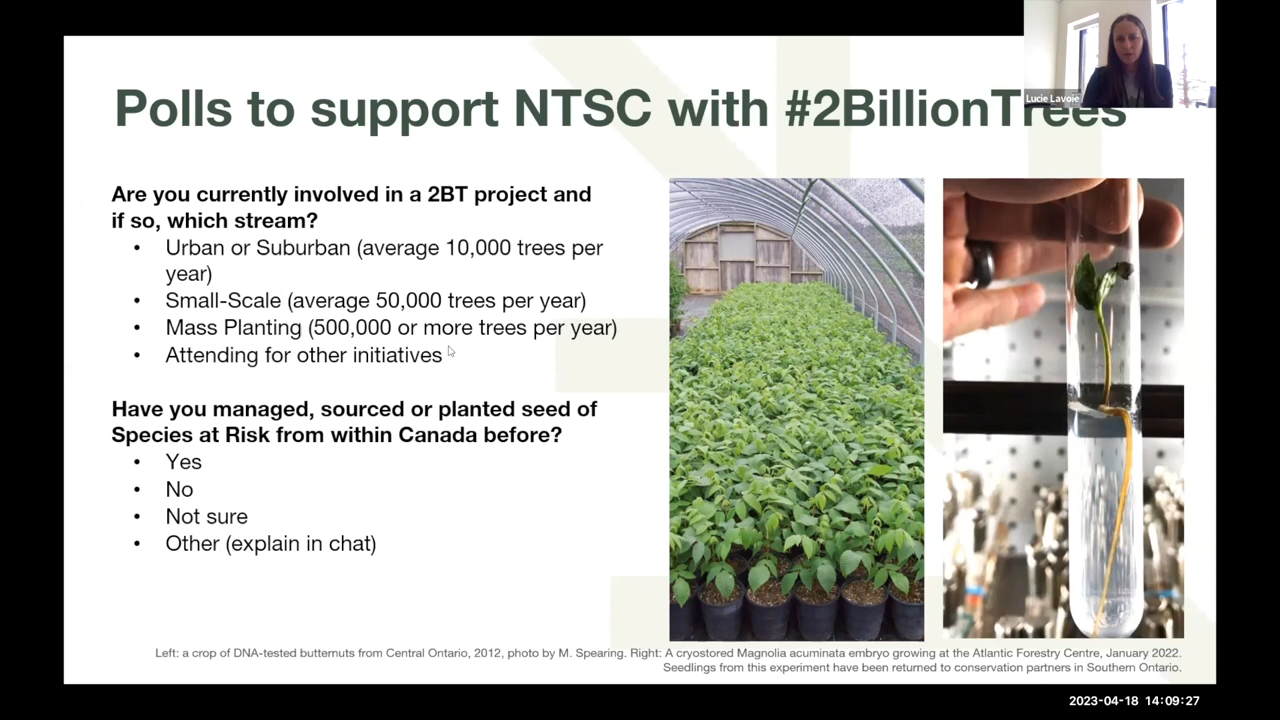 Lucie Lavoie
Polls to support NTSC with #2BillionTrees
Are you currently involved in a 2BT project and
if so, which stream?
• Urban or Suburban (average 10,000 trees per
year)
• Small-Scale (average 50,000 trees per year)
• Mass Planting (500,000 or more trees per year)
• Attending for other initiatives
Have you managed, sourced or planted seed of
Species at Risk from within Canada before?
• Yes
• No
• Not sure
• Other (explain in chat)
Left: a crop of DNA-tested butternuts from Central Ontario, 2012, photo by M. Spearing. Right: A cryostored Magnolia acuminata embryo growing at the Atlantic Forestry Centre, January 2022.
Seedlings from this experiment have been returned to conservation partners in Southern Ontario.
2023-04-18 14:09:27